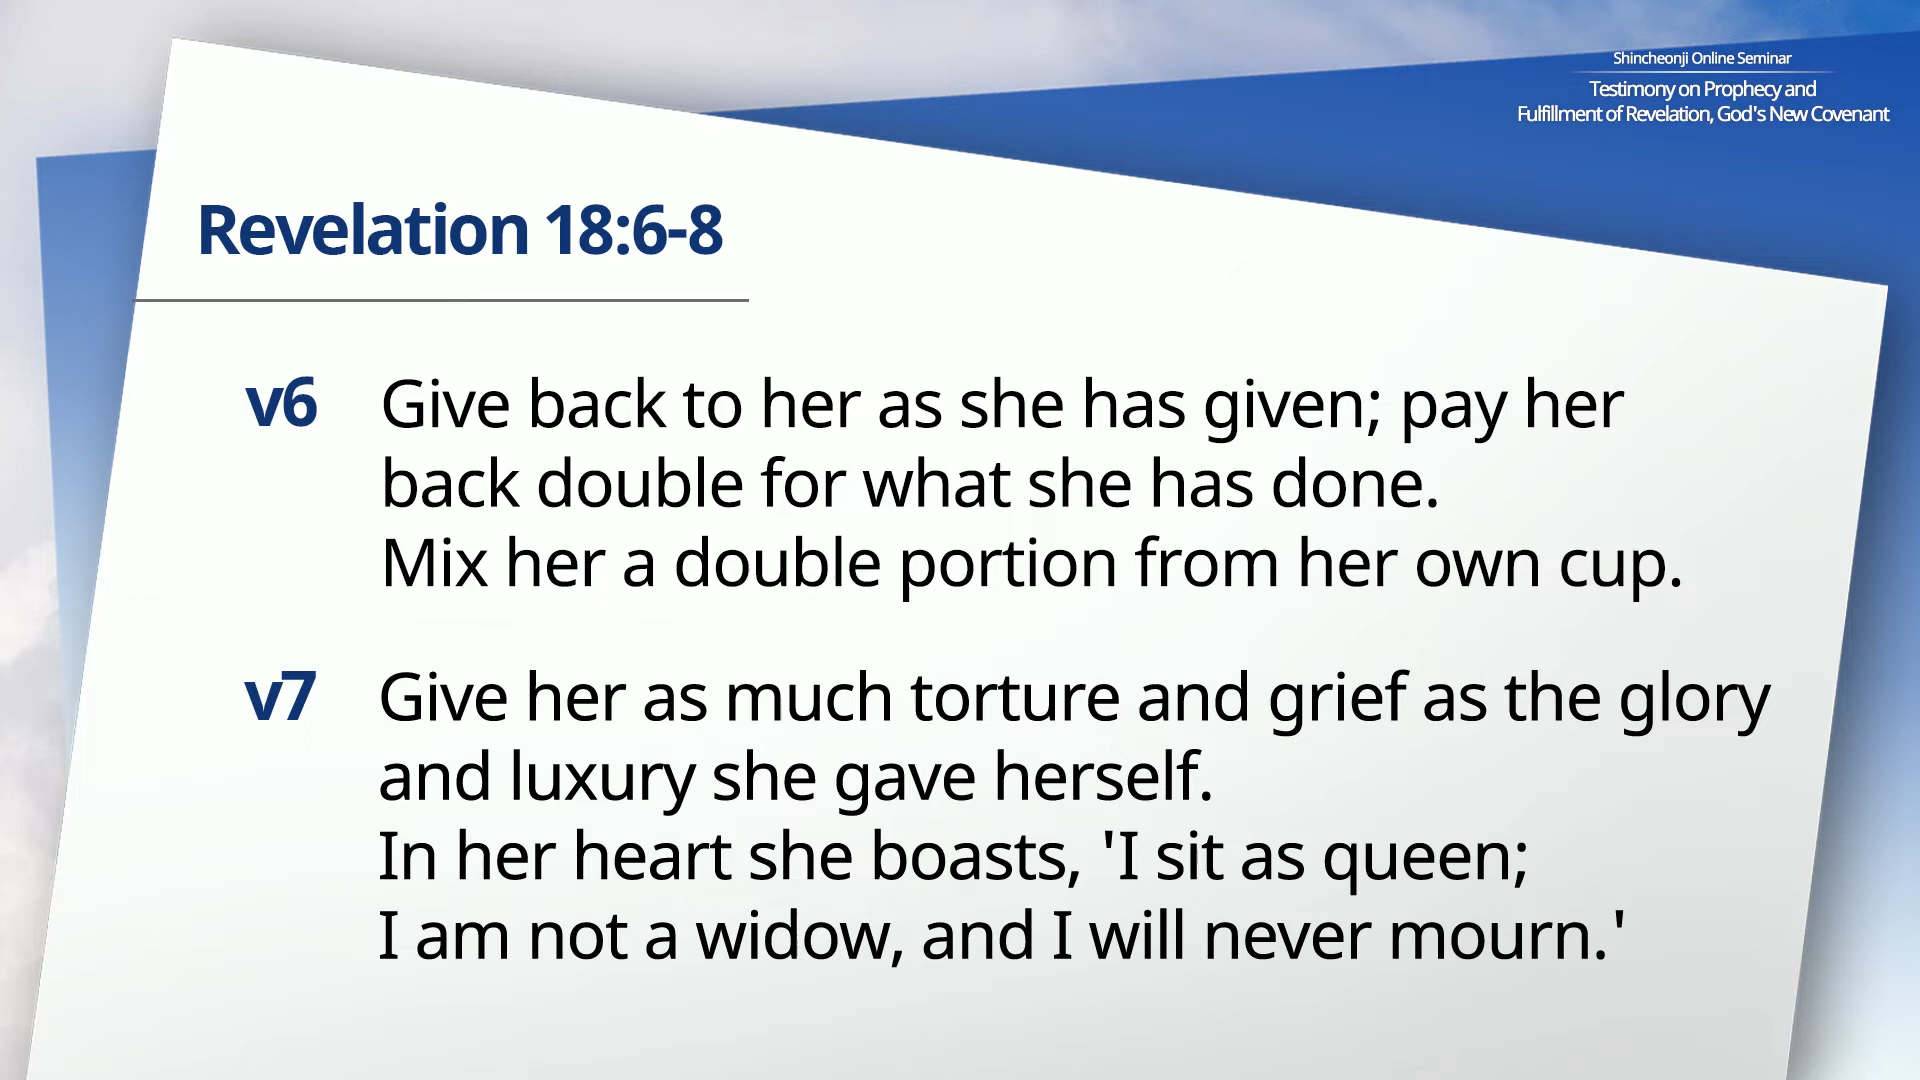 Shincheonji Online Seminar
Testimony on Prophecy and
Fulfillment of Revelation, God's New Covenant
Revelation 18:6-8
v6 Give back to her as she has given; pay her
back double for what she has done.
Mix her a double portion from her own cup.
v7 Give her as much torture and grief as the glory
and luxury she gave herself.
In her heart she boasts, 'I sit as queen;
I am not a widow, and I will never mourn.'